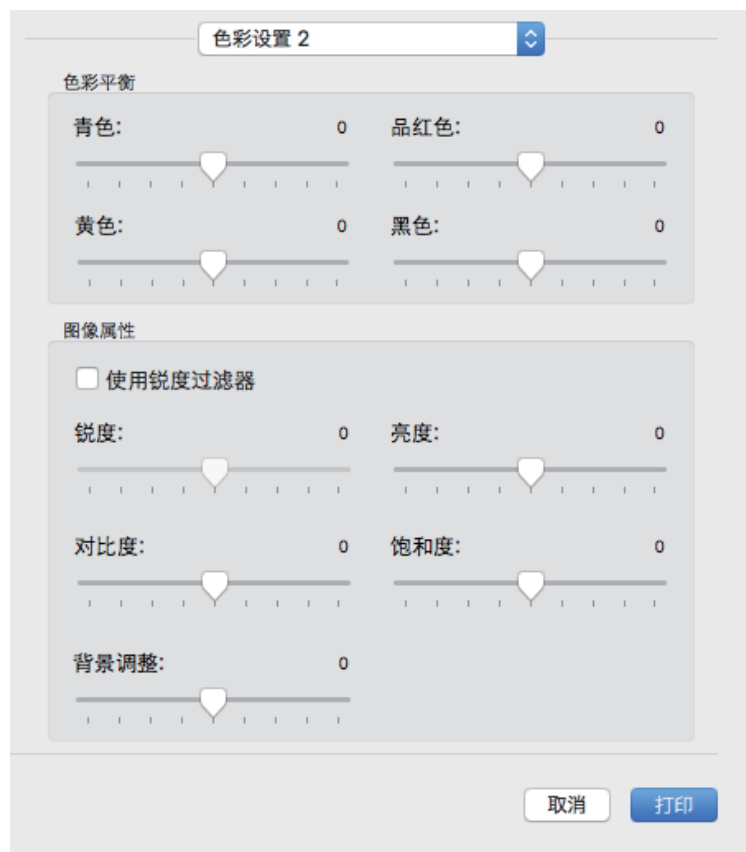 色彩设置 2
色彩平衡
青色: 0 品红色: 0
黄色: 0 黑色: 0
图像属性
使用锐度过滤器
锐度: 0 亮度: 0
对比度: 0 饱和度: 0
背景调整: 0
取消 打印